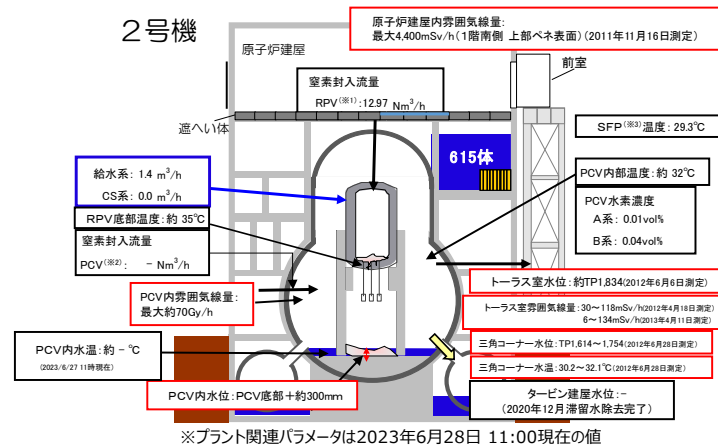 2号機
原子炉建屋内雰囲気線量:
最大4,400mSv/h(1階南側 上部ペネ表面)(2011年11月16日測定)
原子炉建屋
前室
窒素封入流量
RPV(※1):12.97 Nm³/h
遮へい体
SFP(※3)温度: 29.3℃
615体
給水系: 1.4 m³/h
CS系: 0.0 m³/h
PCV内部温度: 約 32℃
PCV水素濃度
A系: 0.01vol%
B系: 0.04vol%
RPV底部温度: 約 35℃
窒素封入流量
PCV(※2): - Nm³/h
トーラス室水位: 約TP1,834(2012年6月6日測定)
PCV内雰囲気線量:
最大約70Gy/h
トーラス室雰囲気線量: 30~118mSv/h(2012年4月18日測定)
6~134mSv/h(2013年4月11日測定)
三角コーナー水位: TP1,614~1,754(2012年6月28日測定)
PCV内水温: 約 - ℃
(2023/6/27 11時現在)
三角コーナー水温: 30.2~32.1℃(2012年6月28日測定)
PCV内水位: PCV底部+約300mm
タービン建屋水位: -
(2020年12月滞留水除去完了)
※プラント関連パラメータは2023年6月28日 11:00現在の値